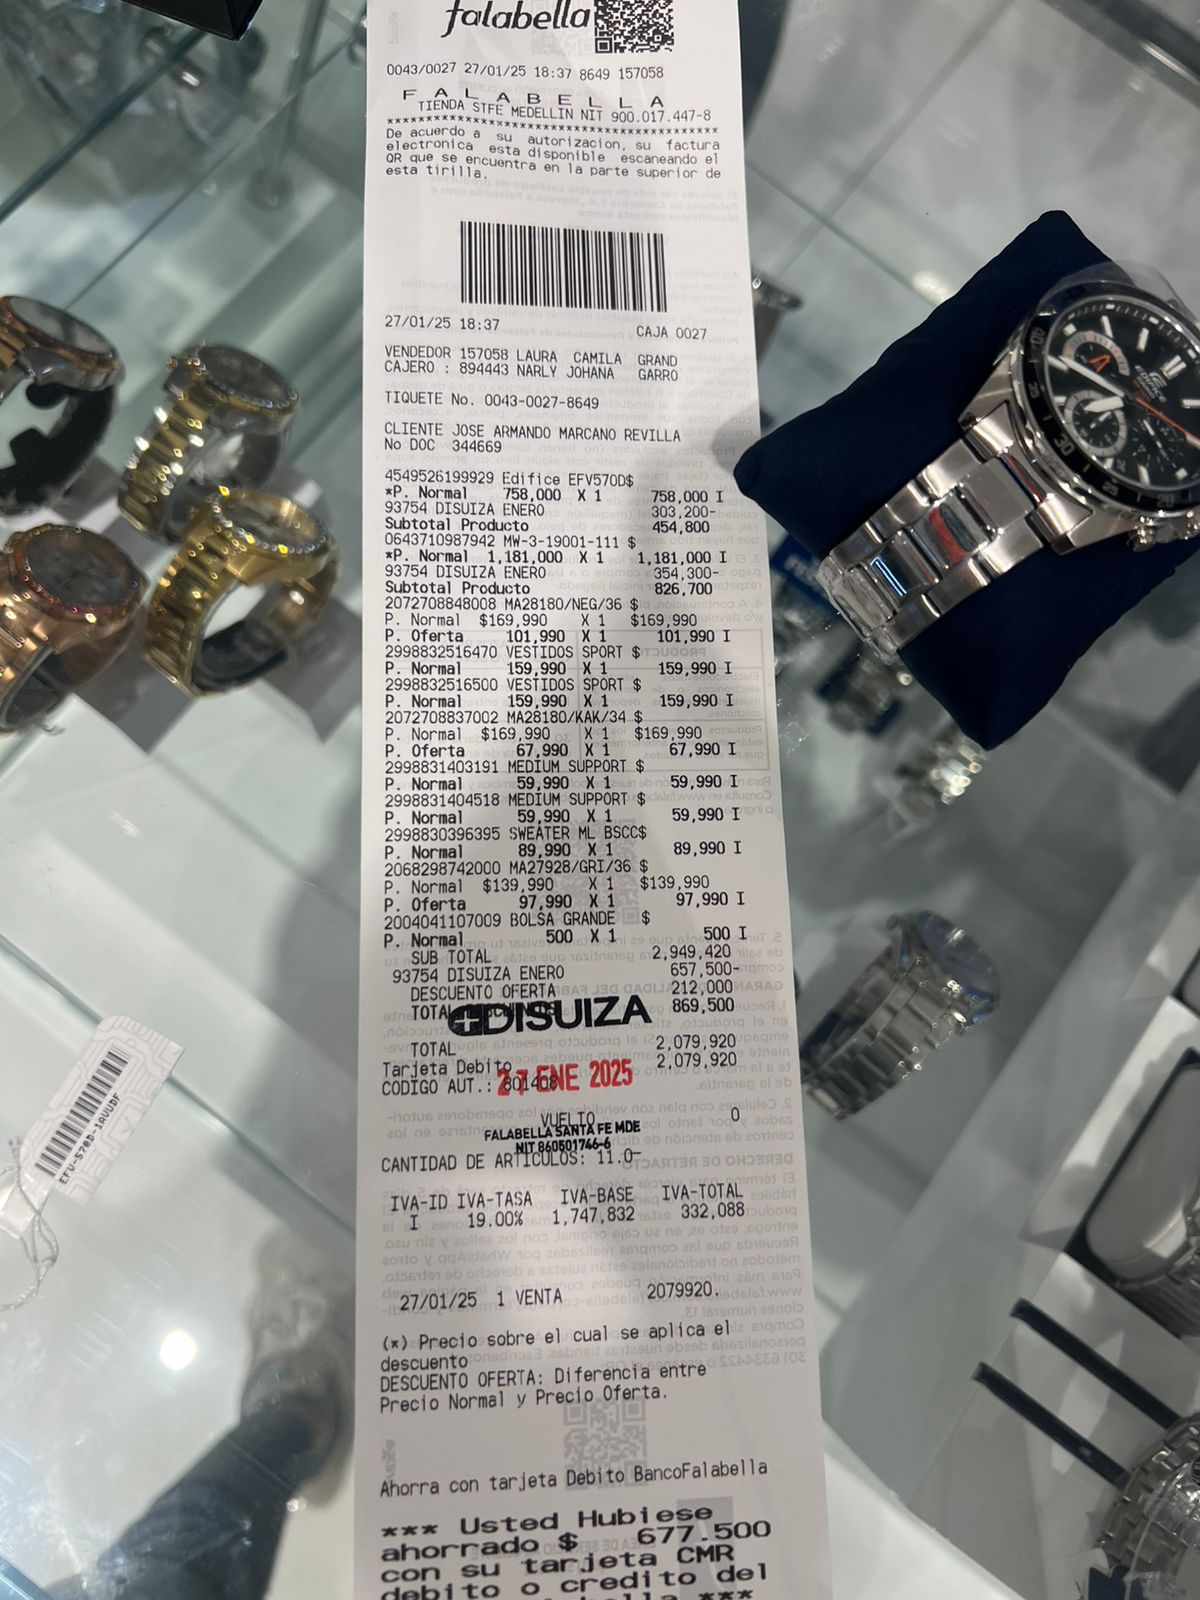 falabella
0043/0027 27/01/25 18:37 8649 157058
F A L A B E L L A
TIENDA STFE MEDELLIN NIT 900.017.447-8
De acuerdo a su autorizacion, su factura
electronica esta disponible escaneando el
QR que se encuentra en la parte superior de
esta tirilla.
27/01/25 18:37 CAJA 0027
VENDEDOR 157058 LAURA CAMILA GRAND
CAJERO : 894443 NARLY JOHANA GARRO
TIQUETE No. 0043-0027-8649
CLIENTE JOSE ARMANDO MARCANO REVILLA
No DOC 344669
4549526199929 Edifice EFV570D$
*P. Normal 758,000 X 1 758,000 I
93754 DISUIZA ENERO 303,200-
Subtotal Producto 454,800
0643710987942 MW-3-19001-111 $
*P. Normal 1,181,000 X 1 1,181,000 I
93754 DISUIZA ENERO 354,300-
Subtotal Producto 826,700
2072708848008 MA28180/NEG/36 $
P. Normal $169,990 X 1 $169,990
P. Oferta 101,990 X 1 101,990 I
2998832516470 VESTIDOS SPORT $
P. Normal 159,990 X 1 159,990 I
2998832516500 VESTIDOS SPORT $
P. Normal 159,990 X 1 159,990 I
2072708837002 MA28180/KAK/34 $
P. Normal $169,990 X 1 $169,990
P. Oferta 67,990 X 1 67,990 I
2998831403191 MEDIUM SUPPORT $
P. Normal 59,990 X 1 59,990 I
2998831404518 MEDIUM SUPPORT $
P. Normal 59,990 X 1 59,990 I
2998830396395 SWEATER ML BSCC$
P. Normal 89,990 X 1 89,990 I
2068298742000 MA27928/GRI/36 $
P. Normal $139,990 X 1 $139,990
P. Oferta 97,990 X 1 97,990 I
2004041107009 BOLSA GRANDE $
P. Normal 500 X 1 500 I
SUB TOTAL 2,949,420
93754 DISUIZA ENERO 657,500-
DESCUENTO OFERTA 212,000
TOTAL 869,500
DISUIZA
TOTAL 2,079,920
Tarjeta Debito 2,079,920
CODIGO AUT.: 801408
27 ENE 2025
VUELTO 0
FALABELLA SANTA FE MDE
NIT 860501746-6
CANTIDAD DE ARTICULOS: 11.0
IVA-ID IVA-TASA IVA-BASE IVA-TOTAL
I 19.00% 1,747,832 332,088
27/01/25 1 VENTA 2079920.
(*) Precio sobre el cual se aplica el
descuento
DESCUENTO OFERTA: Diferencia entre
Precio Normal y Precio Oferta.
Ahorra con tarjeta Debito BancoFalabella
*** Usted Hubiese
ahorrado $ 677.500
con su tarjeta CMR
debito o credito del
EFV-570D-1AVUDF
EDIFICE